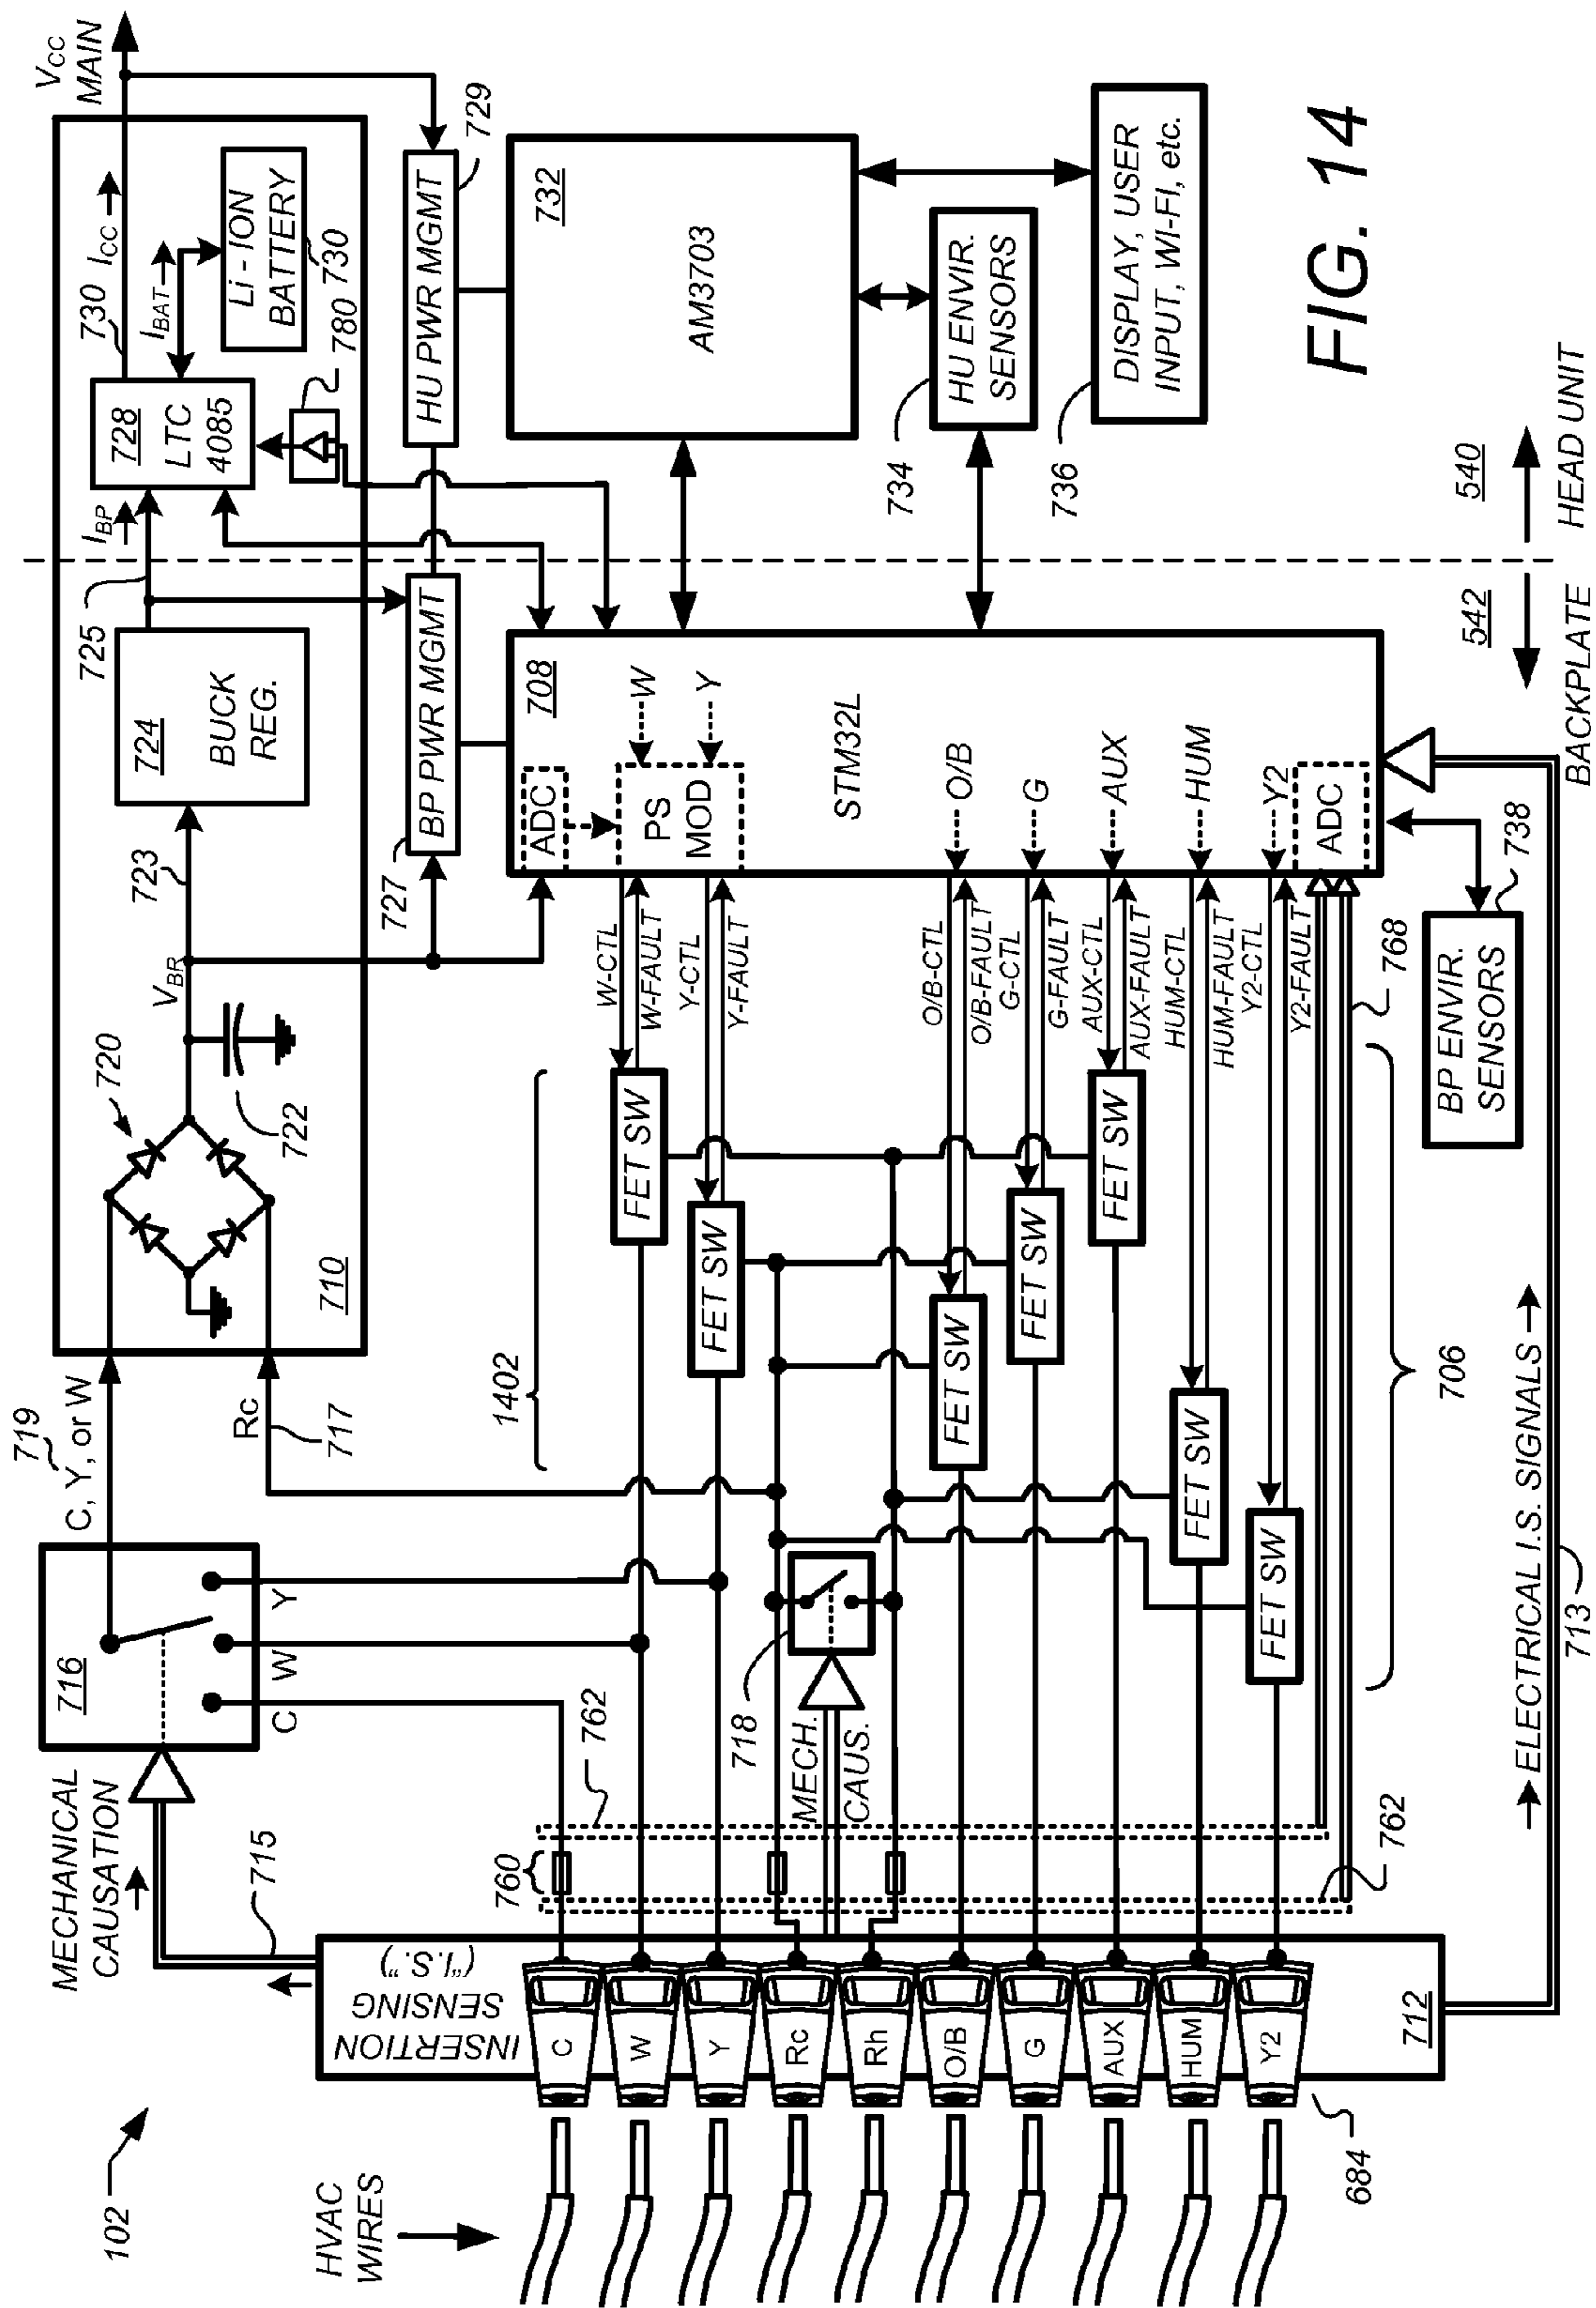 102
HVAC
WIRES
684
MECHANICAL
CAUSATION
715
INSERTION
SENSING
("I.S.")
C
W
Y
Rc
Rh
O/B
G
AUX
HUM
Y2
712
716
C
W
Y
719
C, Y, or W
Rc
717
710
720
722
VBR
723
724
BUCK
REG.
725
IBP
728
LTC
4085
730
ICC
IBAT
Li - ION
BATTERY
730
780
VCC
MAIN
727
BP PWR MGMT
HU PWR MGMT
729
760
762
762
718
MECH.
CAUS.
1402
FET SW
FET SW
FET SW
FET SW
FET SW
FET SW
FET SW
W-CTL
W-FAULT
Y-CTL
Y-FAULT
O/B-CTL
O/B-FAULT
G-CTL
G-FAULT
AUX-CTL
AUX-FAULT
HUM-CTL
HUM-FAULT
Y2-CTL
Y2-FAULT
706
768
708
ADC
PS
MOD
W
Y
STM32L
O/B
G
AUX
HUM
Y2
ADC
732
AM3703
734
HU ENVIR.
SENSORS
736
DISPLAY, USER
INPUT, WI-FI, etc.
738
BP ENVIR.
SENSORS
ELECTRICAL I.S. SIGNALS
713
542
BACKPLATE
540
HEAD UNIT
FIG. 14